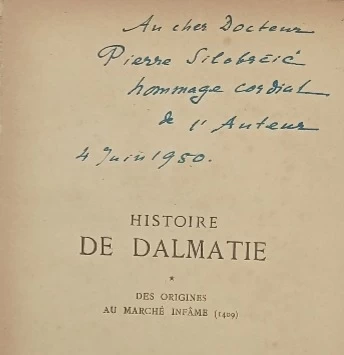 Au cher Docteur
Pierre Silobrčić
hommage cordial
de l'Auteur
4 Juin 1950.
HISTOIRE
DE DALMATIE
*
DES ORIGINES
AU MARCHÉ INFÂME (1409)